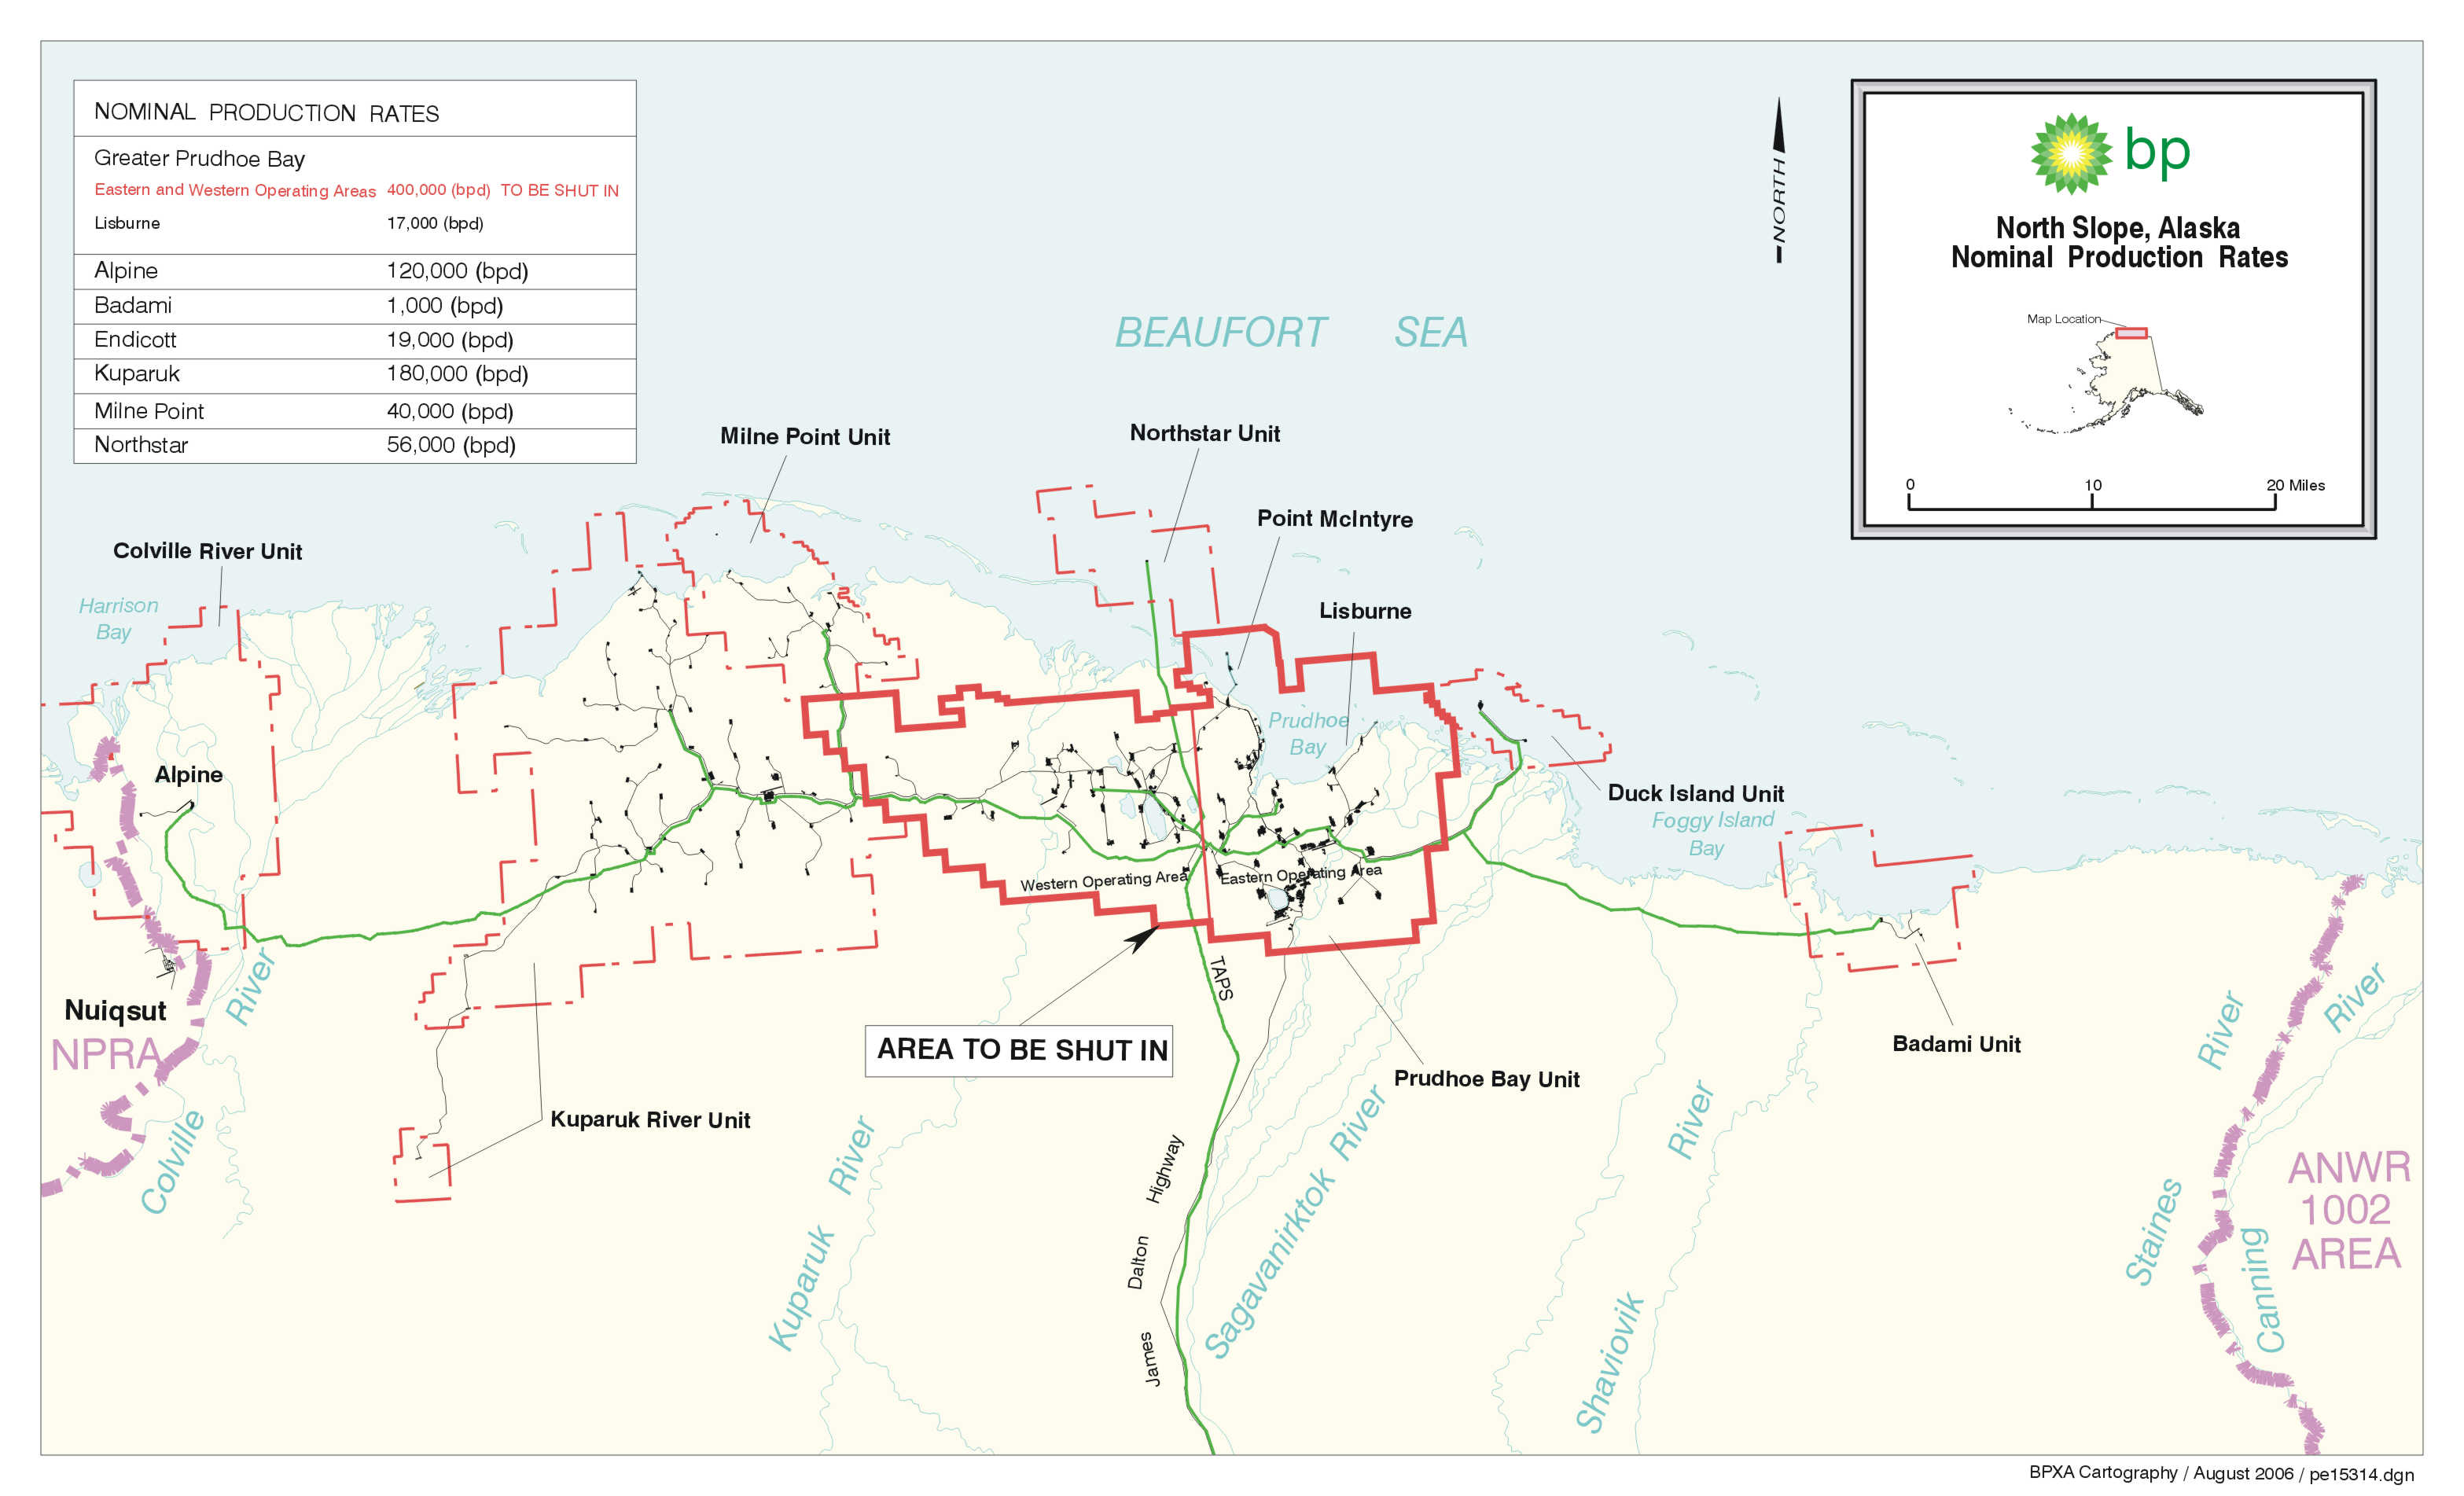 NOMINAL PRODUCTION RATES
Greater Prudhoe Bay
Eastern and Western Operating Areas 400,000 (bpd) TO BE SHUT IN
Lisburne 17,000 (bpd)
Alpine 120,000 (bpd)
Badami 1,000 (bpd)
Endicott 19,000 (bpd)
Kuparuk 180,000 (bpd)
Milne Point 40,000 (bpd)
Northstar 56,000 (bpd)
NORTH
bp
North Slope, Alaska
Nominal Production Rates
Map Location
0 10 20 Miles
BEAUFORT SEA
Milne Point Unit
Northstar Unit
Point McIntyre
Colville River Unit
Harrison
Bay
Lisburne
Prudhoe
Bay
Alpine
Duck Island Unit
Foggy Island
Bay
Western Operating Area
Eastern Operating Area
TAPS
Nuiqsut
NPRA
Colville River
AREA TO BE SHUT IN
Badami Unit
Prudhoe Bay Unit
Kuparuk River Unit
Kuparuk River
James Dalton Highway
Sagavanirktok River
Shaviovik River
Staines River
Canning River
ANWR
1002
AREA
BPXA Cartography / August 2006 / pe15314.dgn